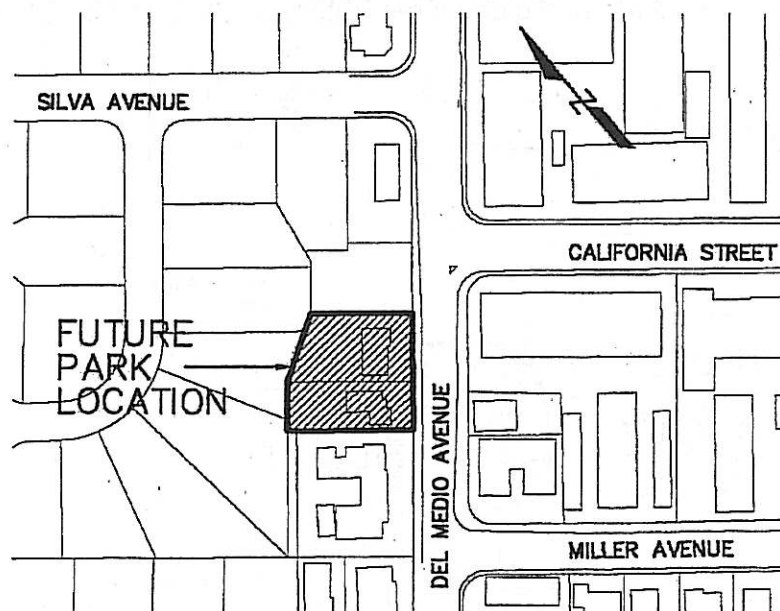 SILVA AVENUE
N
CALIFORNIA STREET
FUTURE
PARK
LOCATION
DEL MEDIO AVENUE
MILLER AVENUE